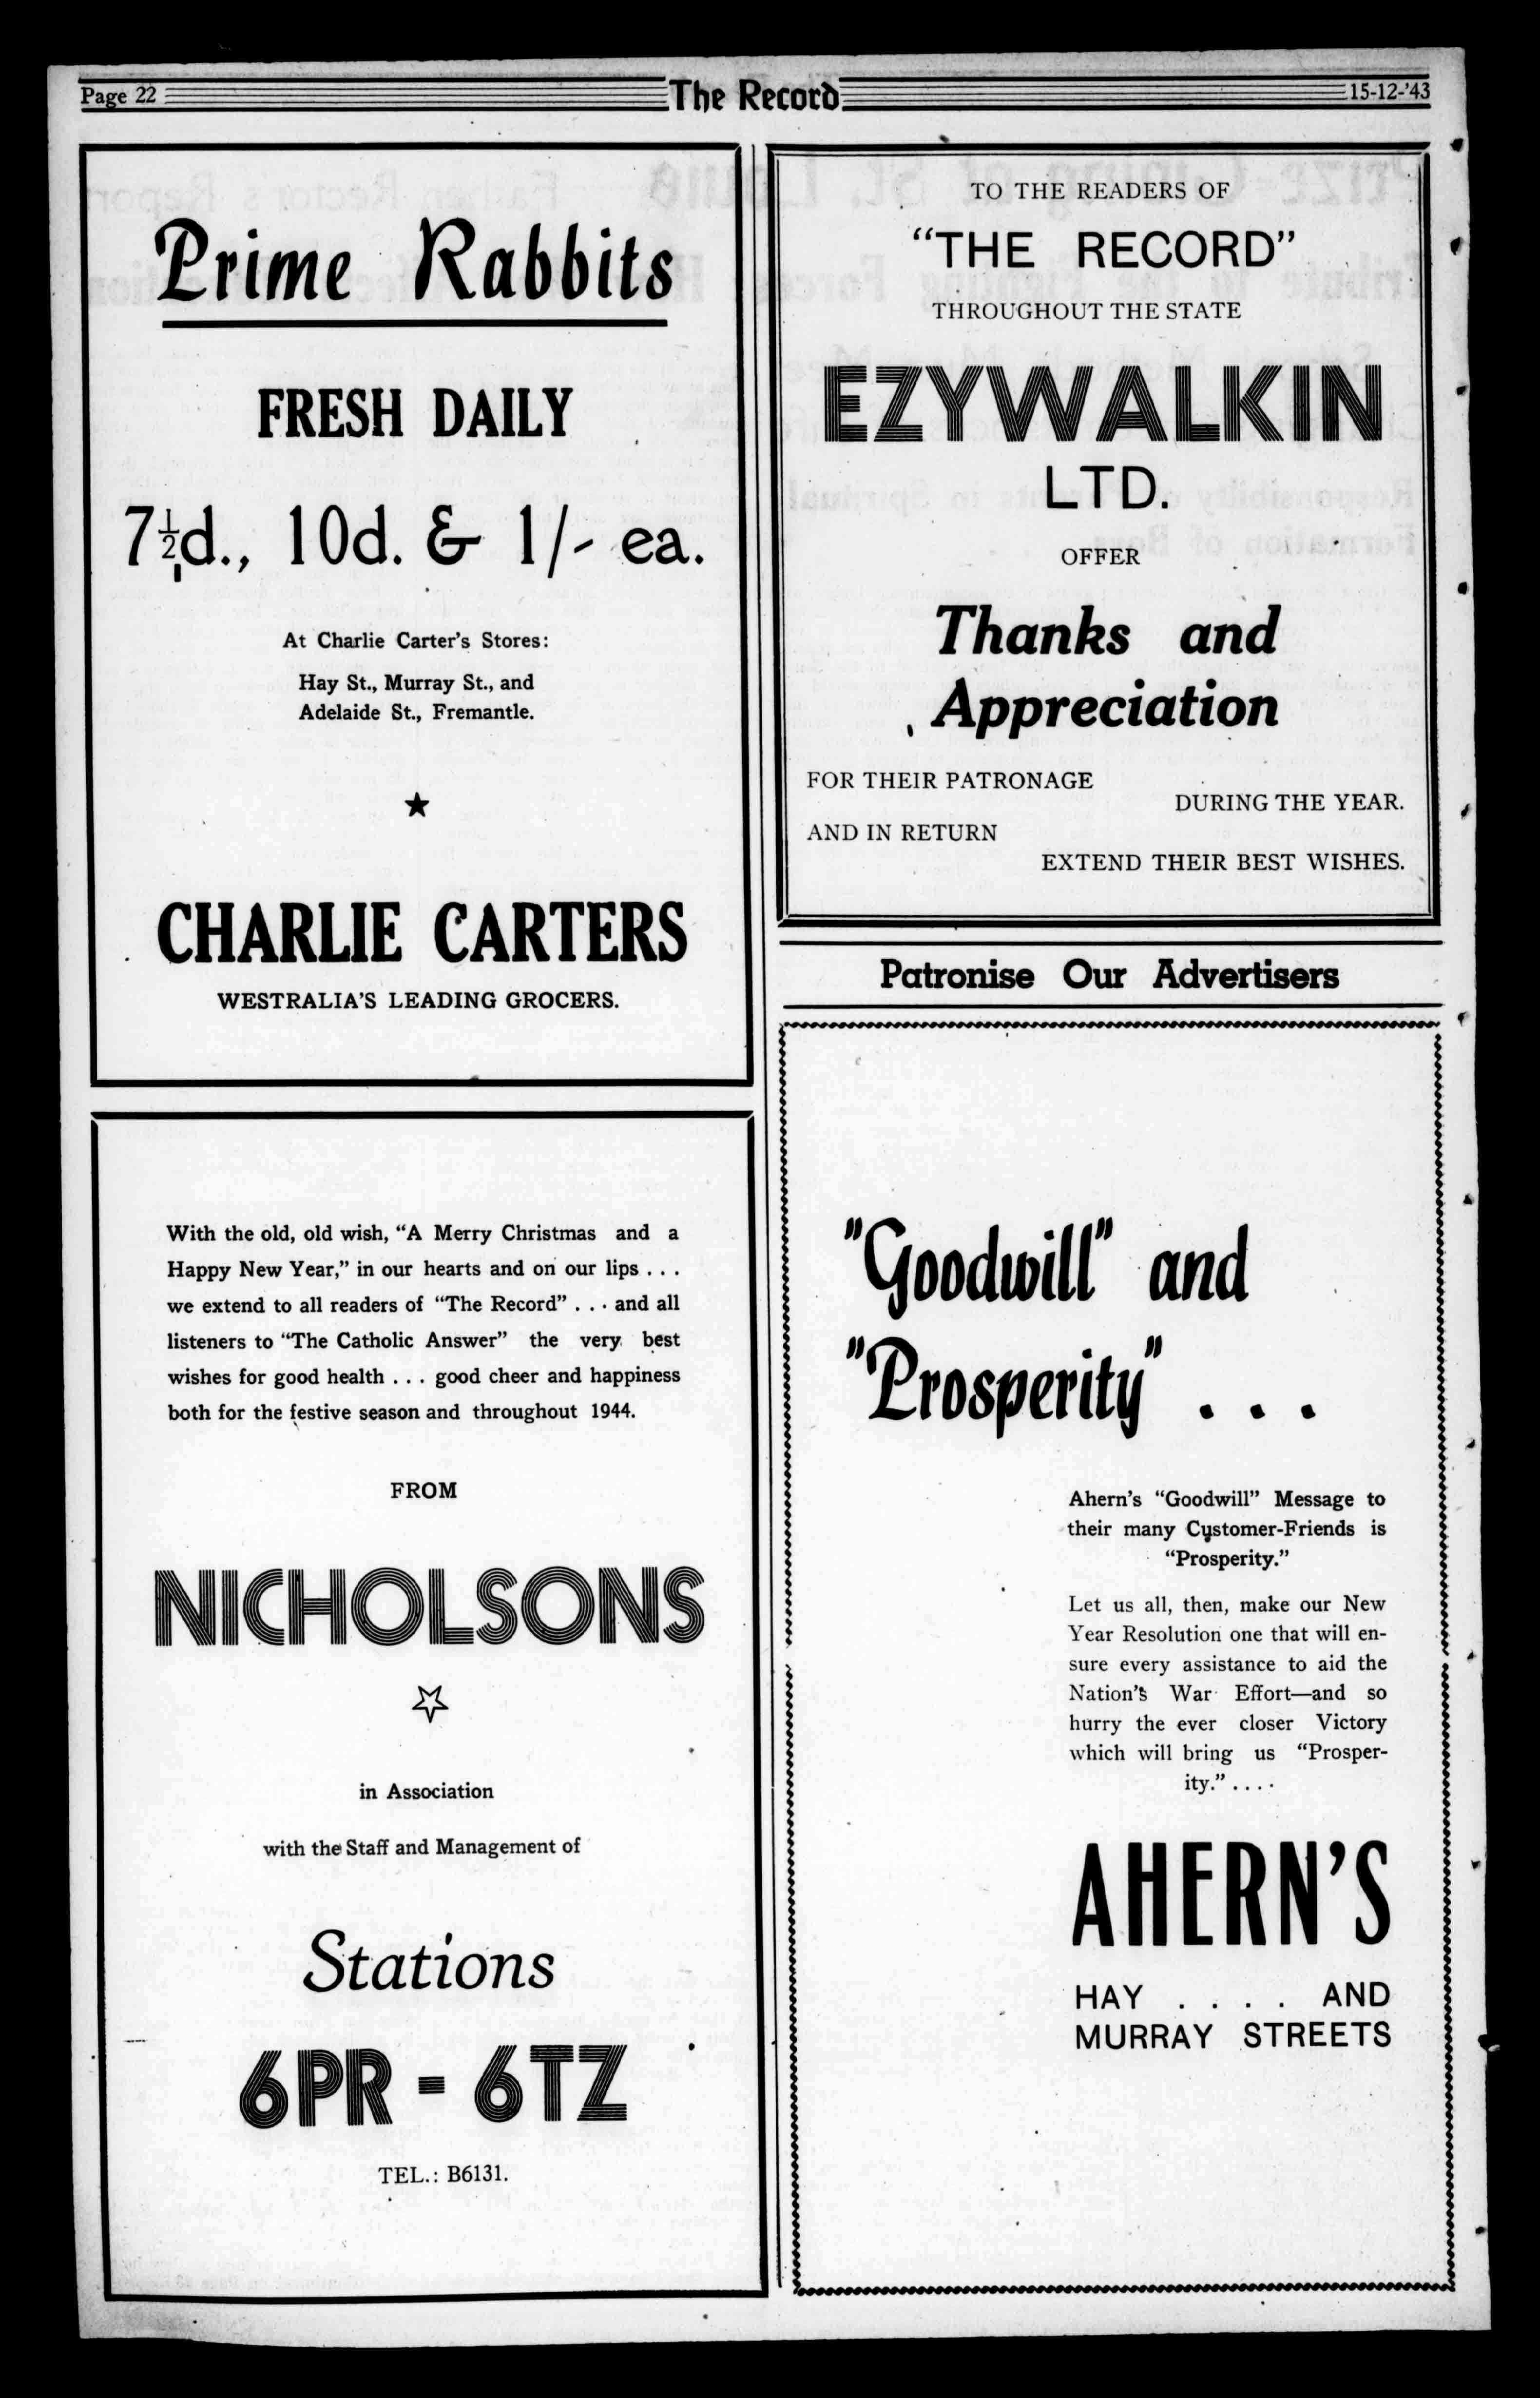 Page 22
The Record
15-12-'43
Prime Rabbits
FRESH DAILY
7½d., 10d. & 1/- ea.
At Charlie Carter's Stores:
Hay St., Murray St., and
Adelaide St., Fremantle.
★
CHARLIE CARTERS
WESTRALIA'S LEADING GROCERS.
With the old, old wish, “A Merry Christmas and a
Happy New Year,” in our hearts and on our lips . . .
we extend to all readers of “The Record” . . . and all
listeners to “The Catholic Answer” the very best
wishes for good health . . . good cheer and happiness
both for the festive season and throughout 1944.
FROM
NICHOLSONS
in Association
with the Staff and Management of
Stations
6PR - 6TZ
TEL.: B6131.
TO THE READERS OF
“THE RECORD”
THROUGHOUT THE STATE
EZYWALKIN
LTD.
OFFER
Thanks and
Appreciation
FOR THEIR PATRONAGE
DURING THE YEAR.
AND IN RETURN
EXTEND THEIR BEST WISHES.
Patronise Our Advertisers
"Goodwill" and
"Prosperity" . . .
Ahern's “Goodwill” Message to
their many Customer-Friends is
“Prosperity.”
Let us all, then, make our New
Year Resolution one that will en-
sure every assistance to aid the
Nation's War Effort—and so
hurry the ever closer Victory
which will bring us “Prosper-
ity.” . . . .
AHERN'S
HAY . . . . AND
MURRAY STREETS